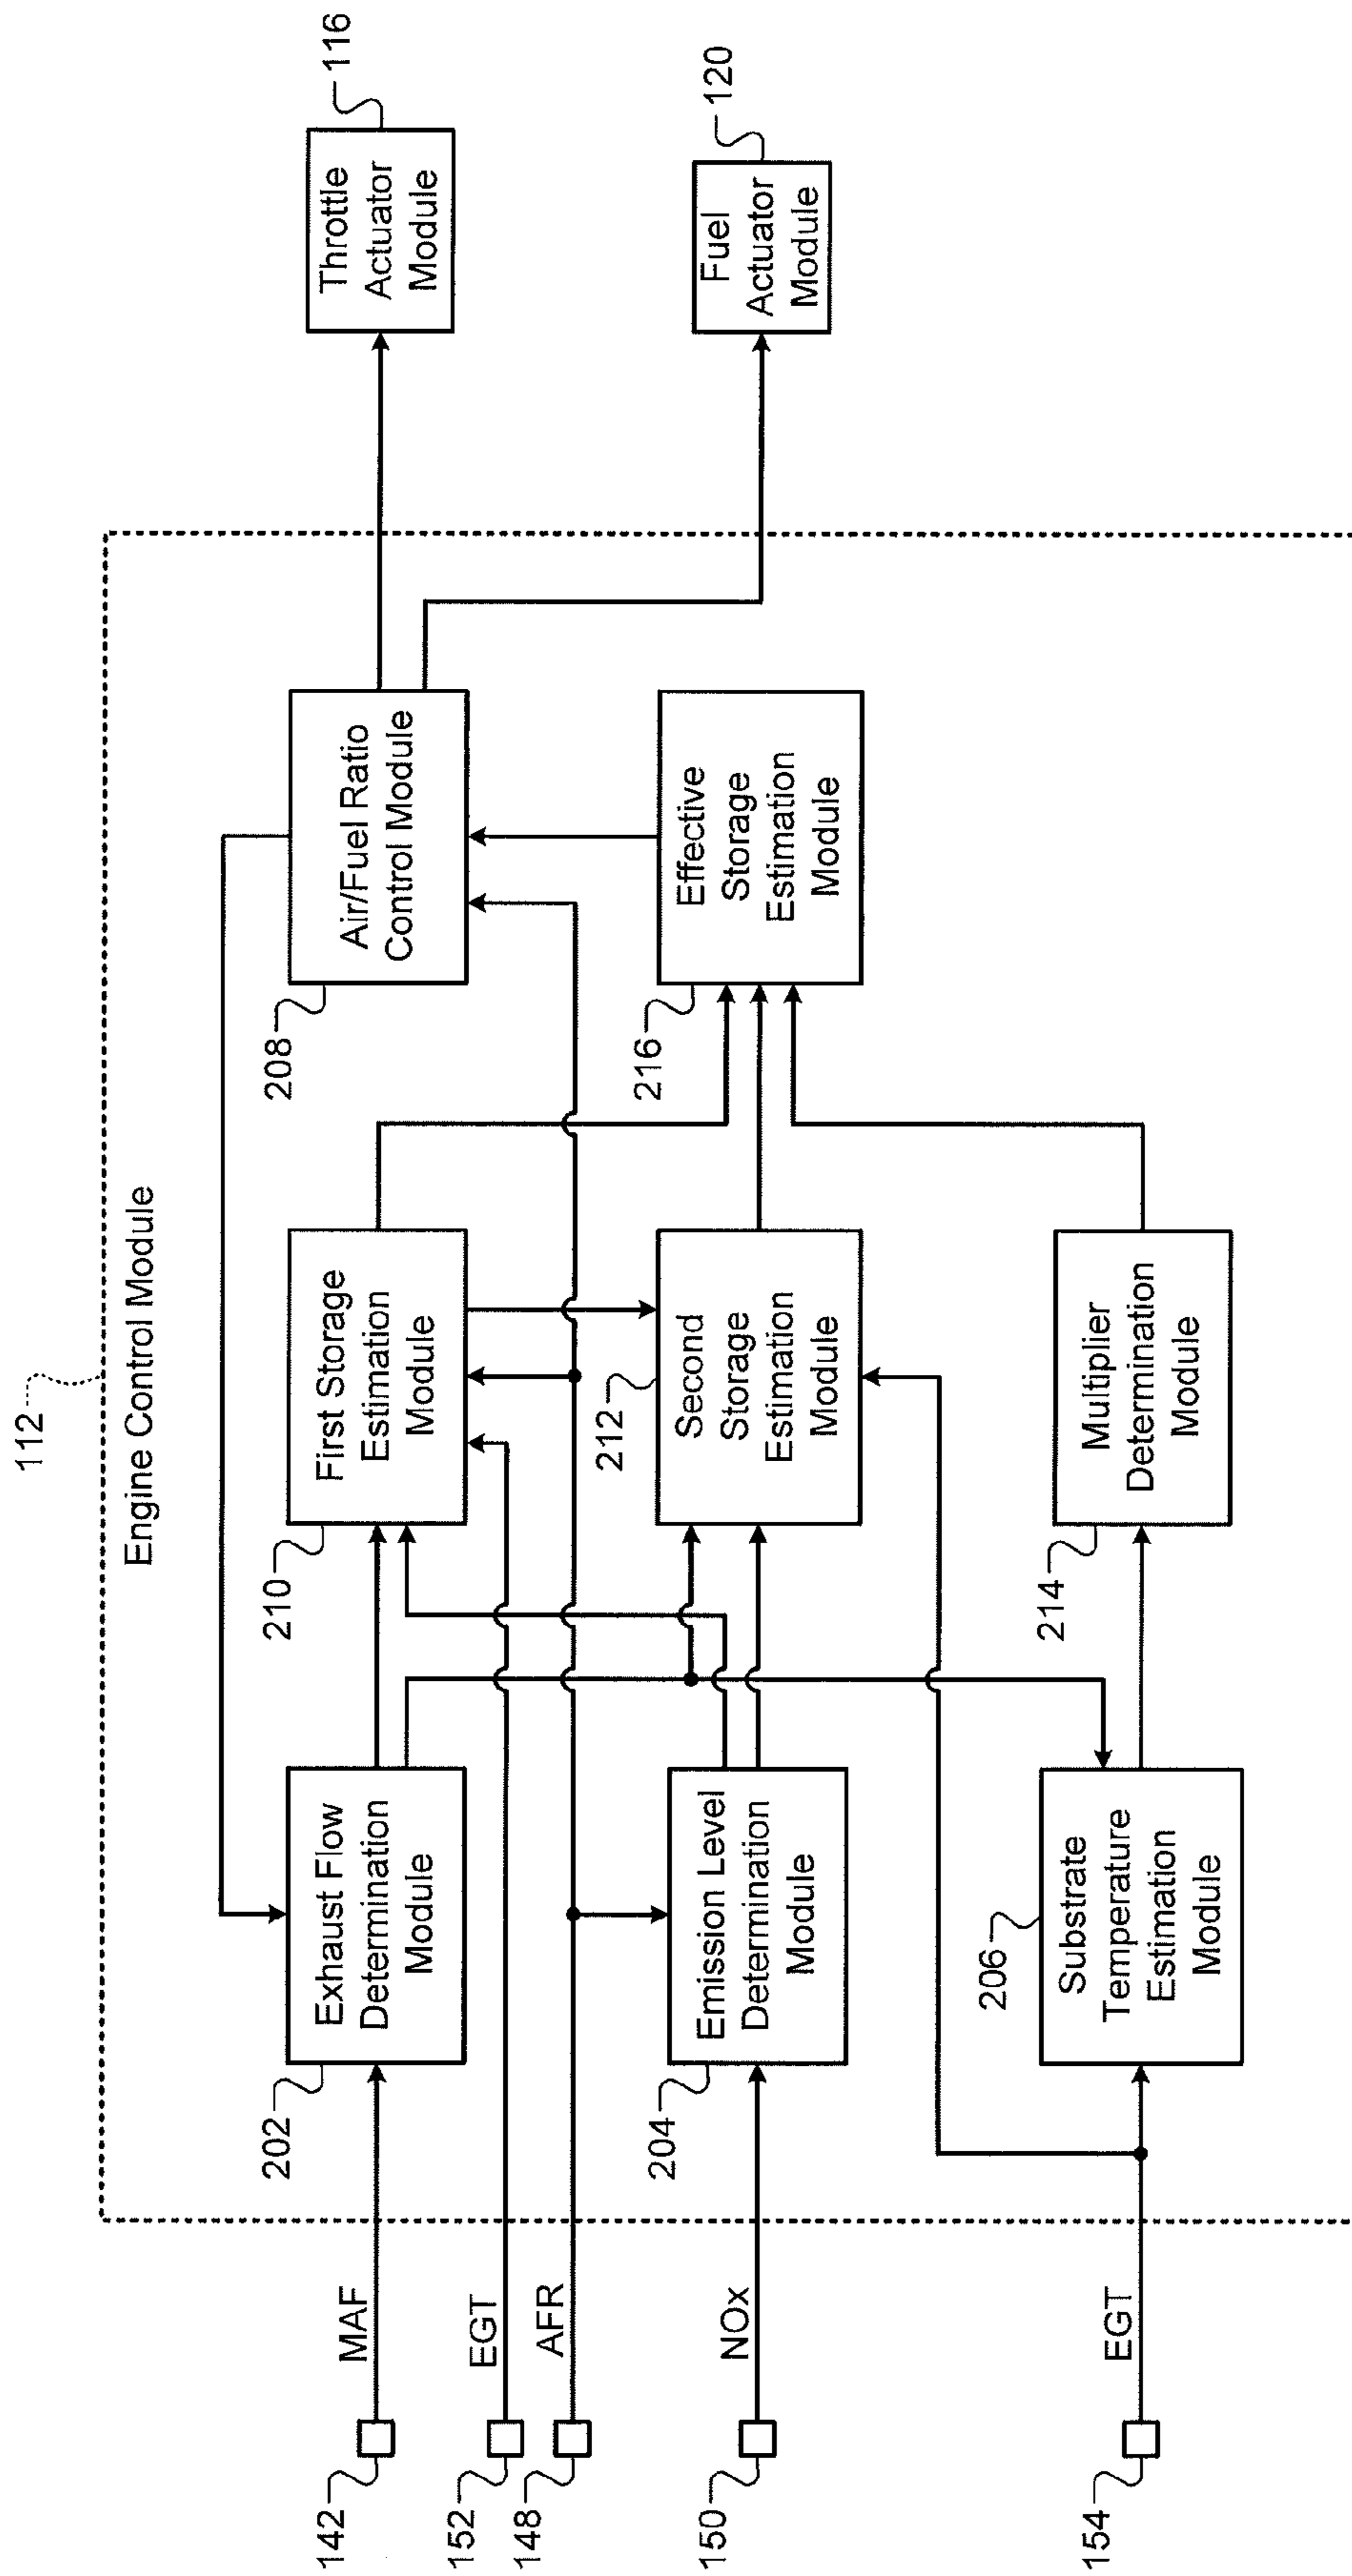 112
Engine Control Module
142
MAF
202
Exhaust Flow
Determination
Module
210
First Storage
Estimation
Module
208
Air/Fuel Ratio
Control Module
Throttle
Actuator
Module
116
152
EGT
148
AFR
150
NOx
204
Emission Level
Determination
Module
212
Second
Storage
Estimation
Module
216
Effective
Storage
Estimation
Module
Fuel
Actuator
Module
120
154
EGT
206
Substrate
Temperature
Estimation
Module
214
Multiplier
Determination
Module